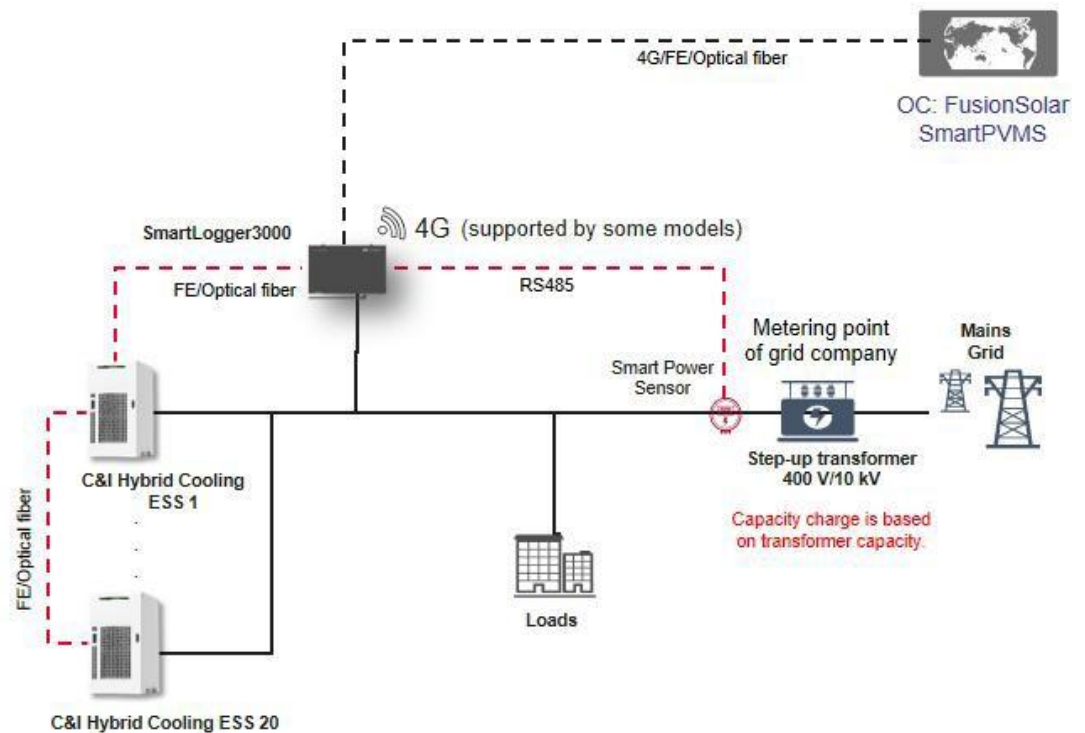 4G/FE/Optical fiber
OC: FusionSolar
SmartPVMS
SmartLogger3000
4G (supported by some models)
FE/Optical fiber
RS485
Metering point
of grid company
Mains
Grid
Smart Power
Sensor
C&I Hybrid Cooling
ESS 1
Step-up transformer
400 V/10 kV
Capacity charge is based
on transformer capacity.
FE/Optical fiber
Loads
C&I Hybrid Cooling ESS 20